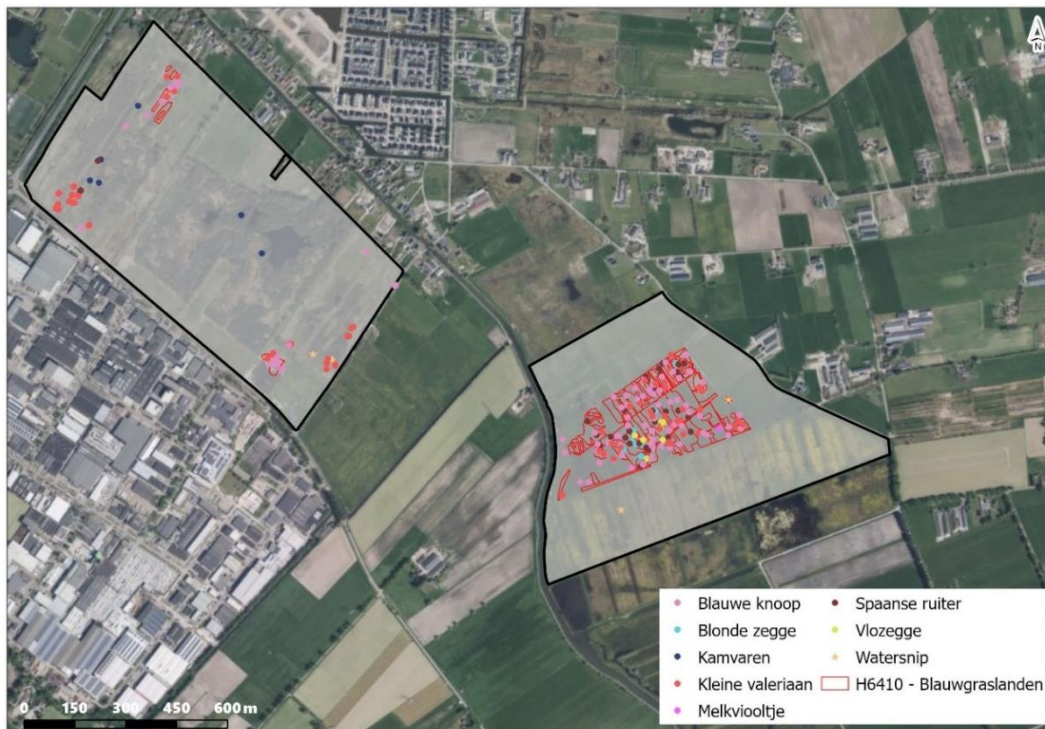 N
Blauwe knoop
Blonde zegge
Kamvaren
Kleine valeriaan
Melkviooltje
Spaanse ruiter
Vlozegge
Watersnip
H6410 - Blauwgraslanden
0 150 300 450 600 m